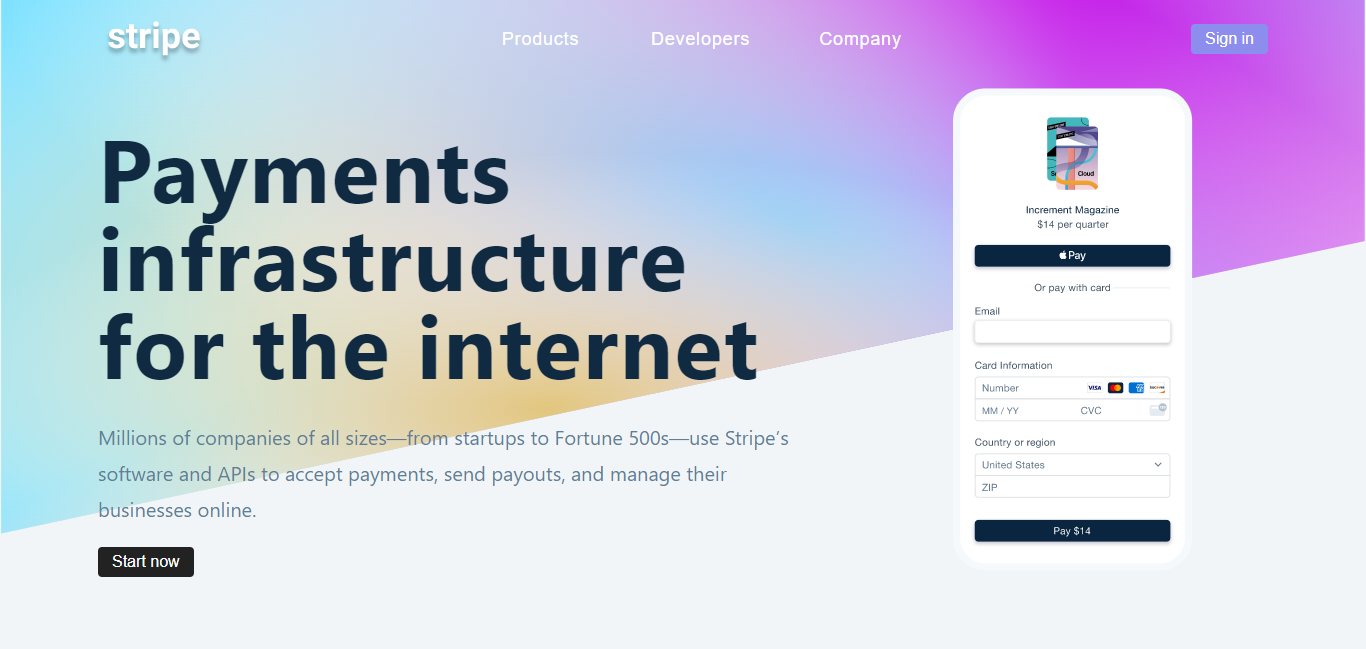 stripe
Products
Developers
Company
Sign in
Payments
infrastructure
for the internet
Millions of companies of all sizes—from startups to Fortune 500s—use Stripe’s
software and APIs to accept payments, send payouts, and manage their
businesses online.
Start now
Cloud
Increment Magazine
$14 per quarter
Pay
Or pay with card
Email
Card Information
Number
VISA
MM / YY
CVC
Country or region
United States
ZIP
Pay $14